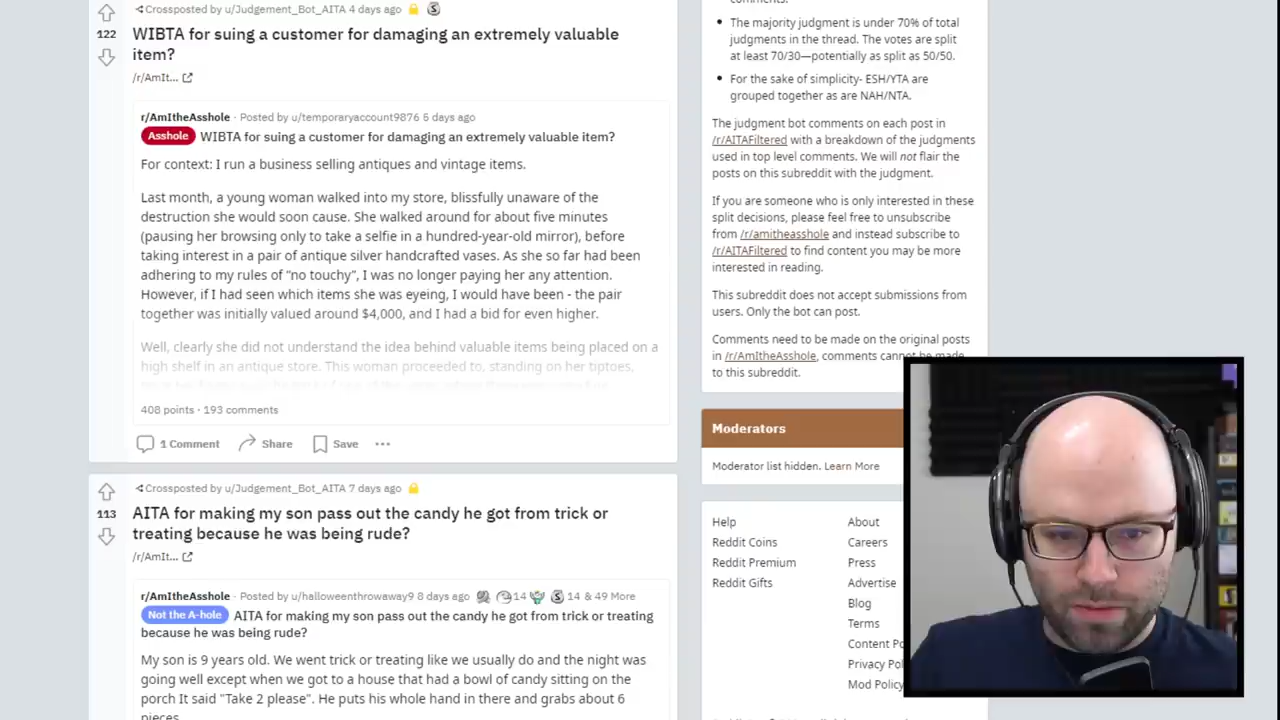 Crossposted by u/Judgement_Bot_AITA 4 days ago
122
WIBTA for suing a customer for damaging an extremely valuable
item?
/r/AmIt...
r/AmItheAsshole · Posted by u/temporaryaccount9876 5 days ago
Asshole WIBTA for suing a customer for damaging an extremely valuable item?
For context: I run a business selling antiques and vintage items.
Last month, a young woman walked into my store, blissfully unaware of the
destruction she would soon cause. She walked around for about five minutes
(pausing her browsing only to take a selfie in a hundred-year-old mirror), before
taking interest in a pair of antique silver handcrafted vases. As she so far had been
adhering to my rules of “no touchy”, I was no longer paying her any attention.
However, if I had seen which items she was eyeing, I would have been - the pair
together was initially valued around $4,000, and I had a bid for even higher.
Well, clearly she did not understand the idea behind valuable items being placed on a
high shelf in an antique store. This woman proceeded to, standing on her tiptoes,
408 points · 193 comments
1 Comment Share Save
Crossposted by u/Judgement_Bot_AITA 7 days ago
113
AITA for making my son pass out the candy he got from trick or
treating because he was being rude?
/r/AmIt...
r/AmItheAsshole · Posted by u/halloweenthrowaway9 8 days ago 14 14 & 49 More
Not the A-hole AITA for making my son pass out the candy he got from trick or treating
because he was being rude?
My son is 9 years old. We went trick or treating like we usually do and the night was
going well except when we got to a house that had a bowl of candy sitting on the
porch It said "Take 2 please". He puts his whole hand in there and grabs about 6
pieces.
comments.
• The majority judgment is under 70% of total
judgments in the thread. The votes are split
at least 70/30—potentially as split as 50/50.
• For the sake of simplicity- ESH/YTA are
grouped together as are NAH/NTA.
The judgment bot comments on each post in
/r/AITAFiltered with a breakdown of the judgments
used in top level comments. We will not flair the
posts on this subreddit with the judgment.
If you are someone who is only interested in these
split decisions, please feel free to unsubscribe
from /r/amitheasshole and instead subscribe to
/r/AITAFiltered to find content you may be more
interested in reading.
This subreddit does not accept submissions from
users. Only the bot can post.
Comments need to be made on the original posts
in /r/AmItheAsshole, comments cannot be made
to this subreddit.
Moderators
Moderator list hidden. Learn More
Help About
Reddit Coins Careers
Reddit Premium Press
Reddit Gifts Advertise
Blog
Terms
Content Po
Privacy Pol
Mod Policy